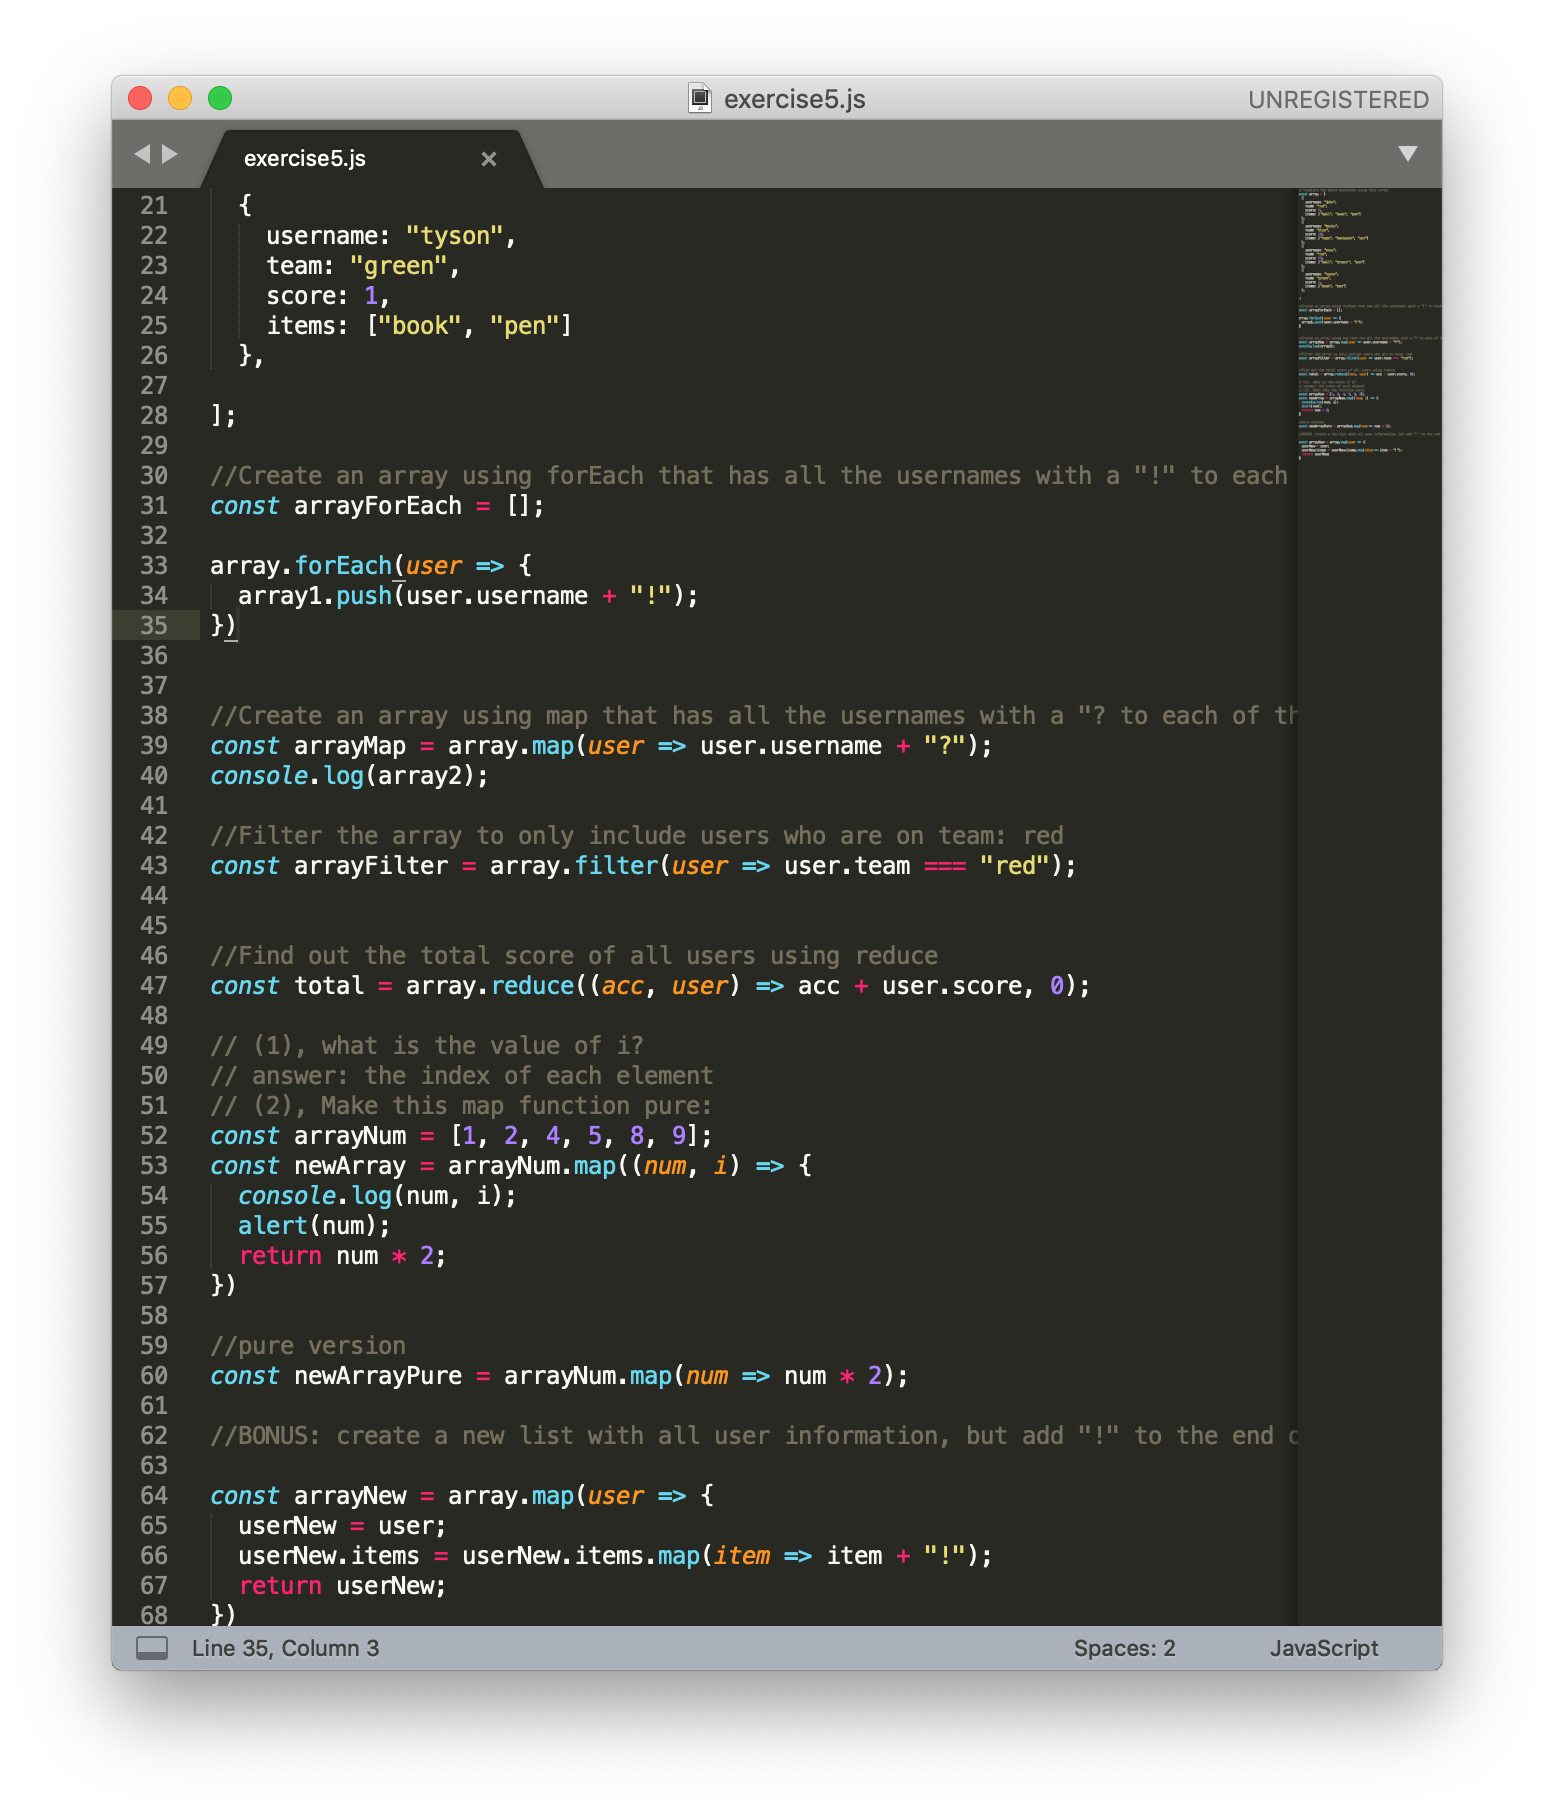 exercise5.js
UNREGISTERED
exercise5.js
21 {
22 username: "tyson",
23 team: "green",
24 score: 1,
25 items: ["book", "pen"]
26 },
27
28 ];
29
30 //Create an array using forEach that has all the usernames with a "!" to each
31 const arrayForEach = [];
32
33 array.forEach(user => {
34 array1.push(user.username + "!");
35 })
36
37
38 //Create an array using map that has all the usernames with a "? to each of th
39 const arrayMap = array.map(user => user.username + "?");
40 console.log(array2);
41
42 //Filter the array to only include users who are on team: red
43 const arrayFilter = array.filter(user => user.team === "red");
44
45
46 //Find out the total score of all users using reduce
47 const total = array.reduce((acc, user) => acc + user.score, 0);
48
49 // (1), what is the value of i?
50 // answer: the index of each element
51 // (2), Make this map function pure:
52 const arrayNum = [1, 2, 4, 5, 8, 9];
53 const newArray = arrayNum.map((num, i) => {
54 console.log(num, i);
55 alert(num);
56 return num * 2;
57 })
58
59 //pure version
60 const newArrayPure = arrayNum.map(num => num * 2);
61
62 //BONUS: create a new list with all user information, but add "!" to the end
63
64 const arrayNew = array.map(user => {
65 userNew = user;
66 userNew.items = userNew.items.map(item => item + "!");
67 return userNew;
68 })
Line 35, Column 3
Spaces: 2
JavaScript